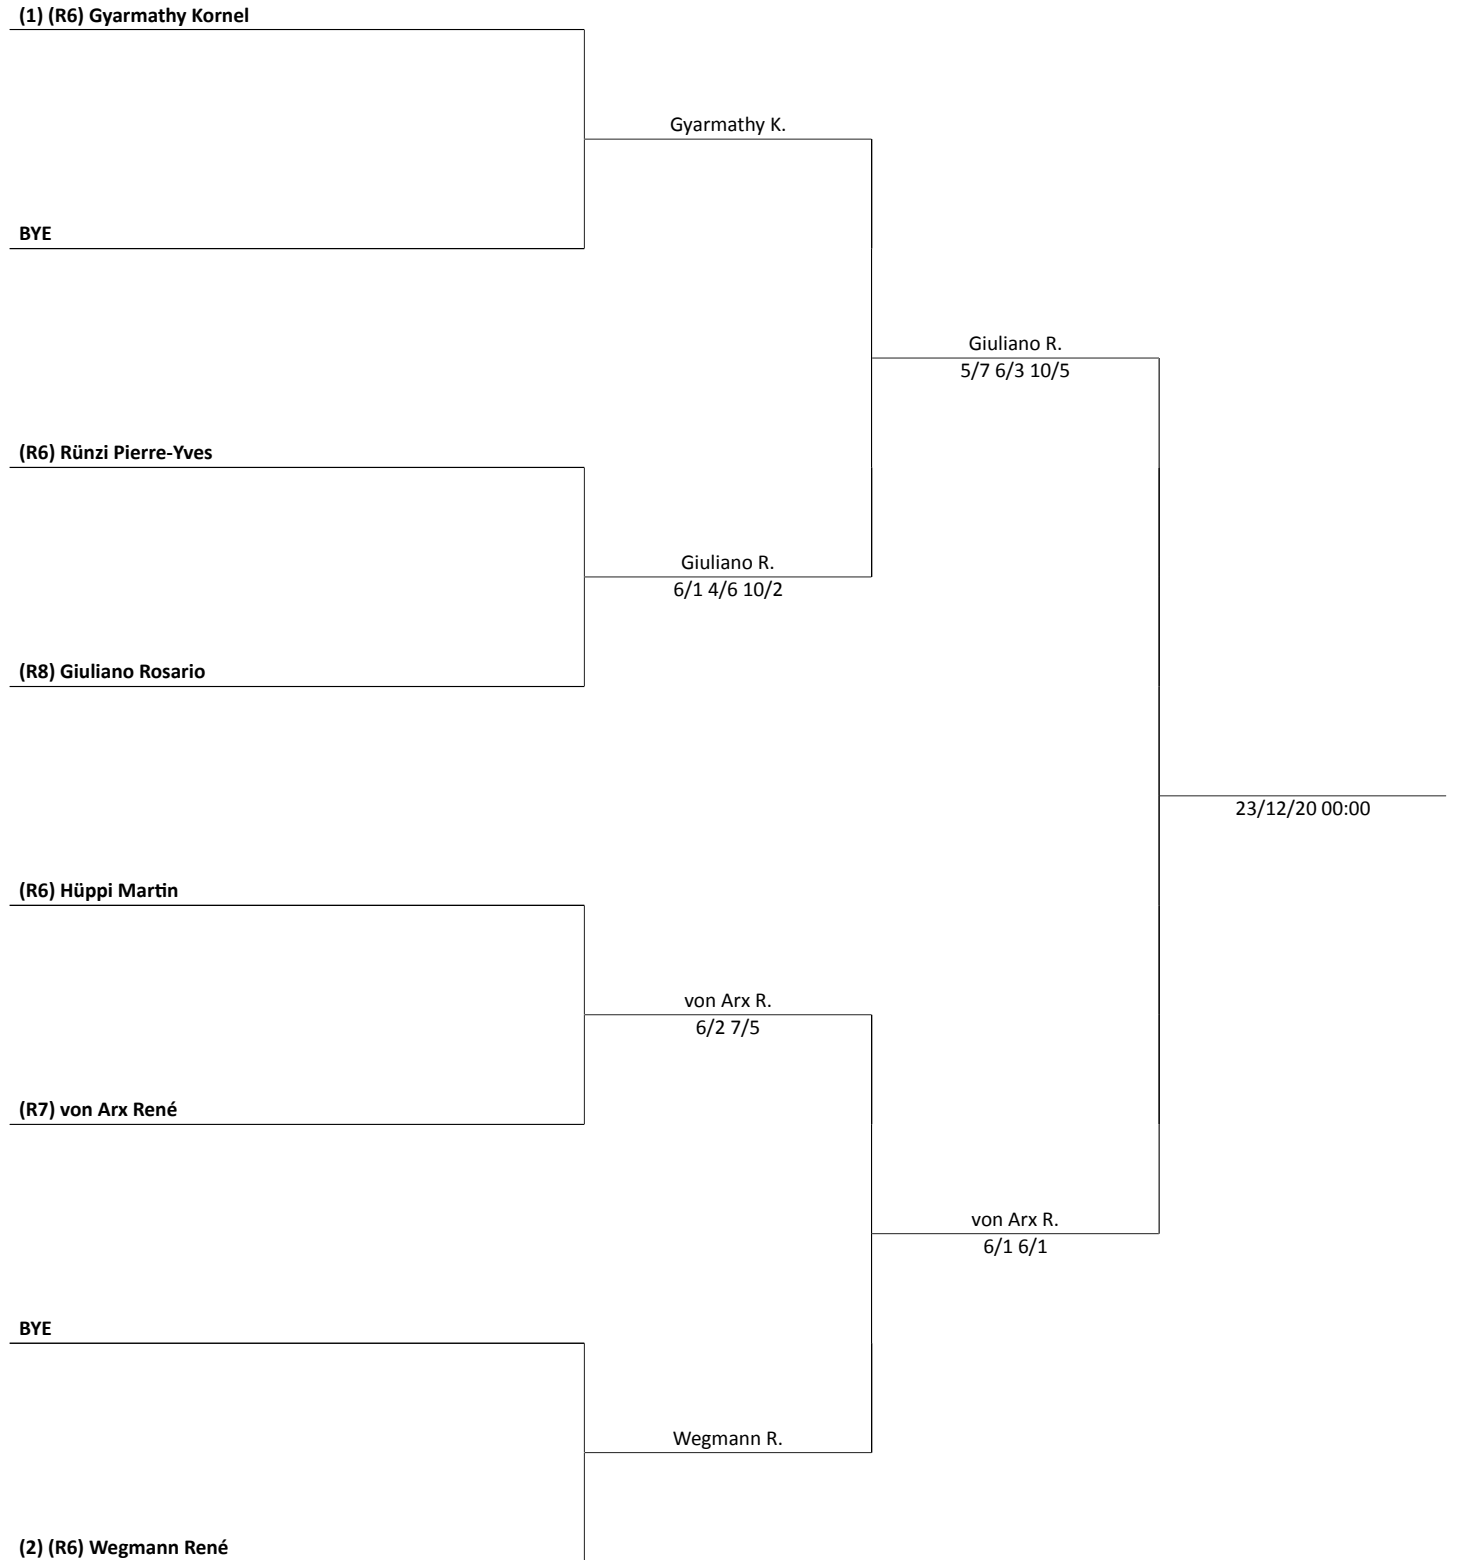 (1) (R6) Gyarmathy Kornel
Gyarmathy K.
BYE
Giuliano R.
5/7 6/3 10/5
(R6) Rünzi Pierre-Yves
Giuliano R.
6/1 4/6 10/2
(R8) Giuliano Rosario
23/12/20 00:00
(R6) Hüppi Martin
von Arx R.
6/2 7/5
(R7) von Arx René
von Arx R.
6/1 6/1
BYE
Wegmann R.
(2) (R6) Wegmann René